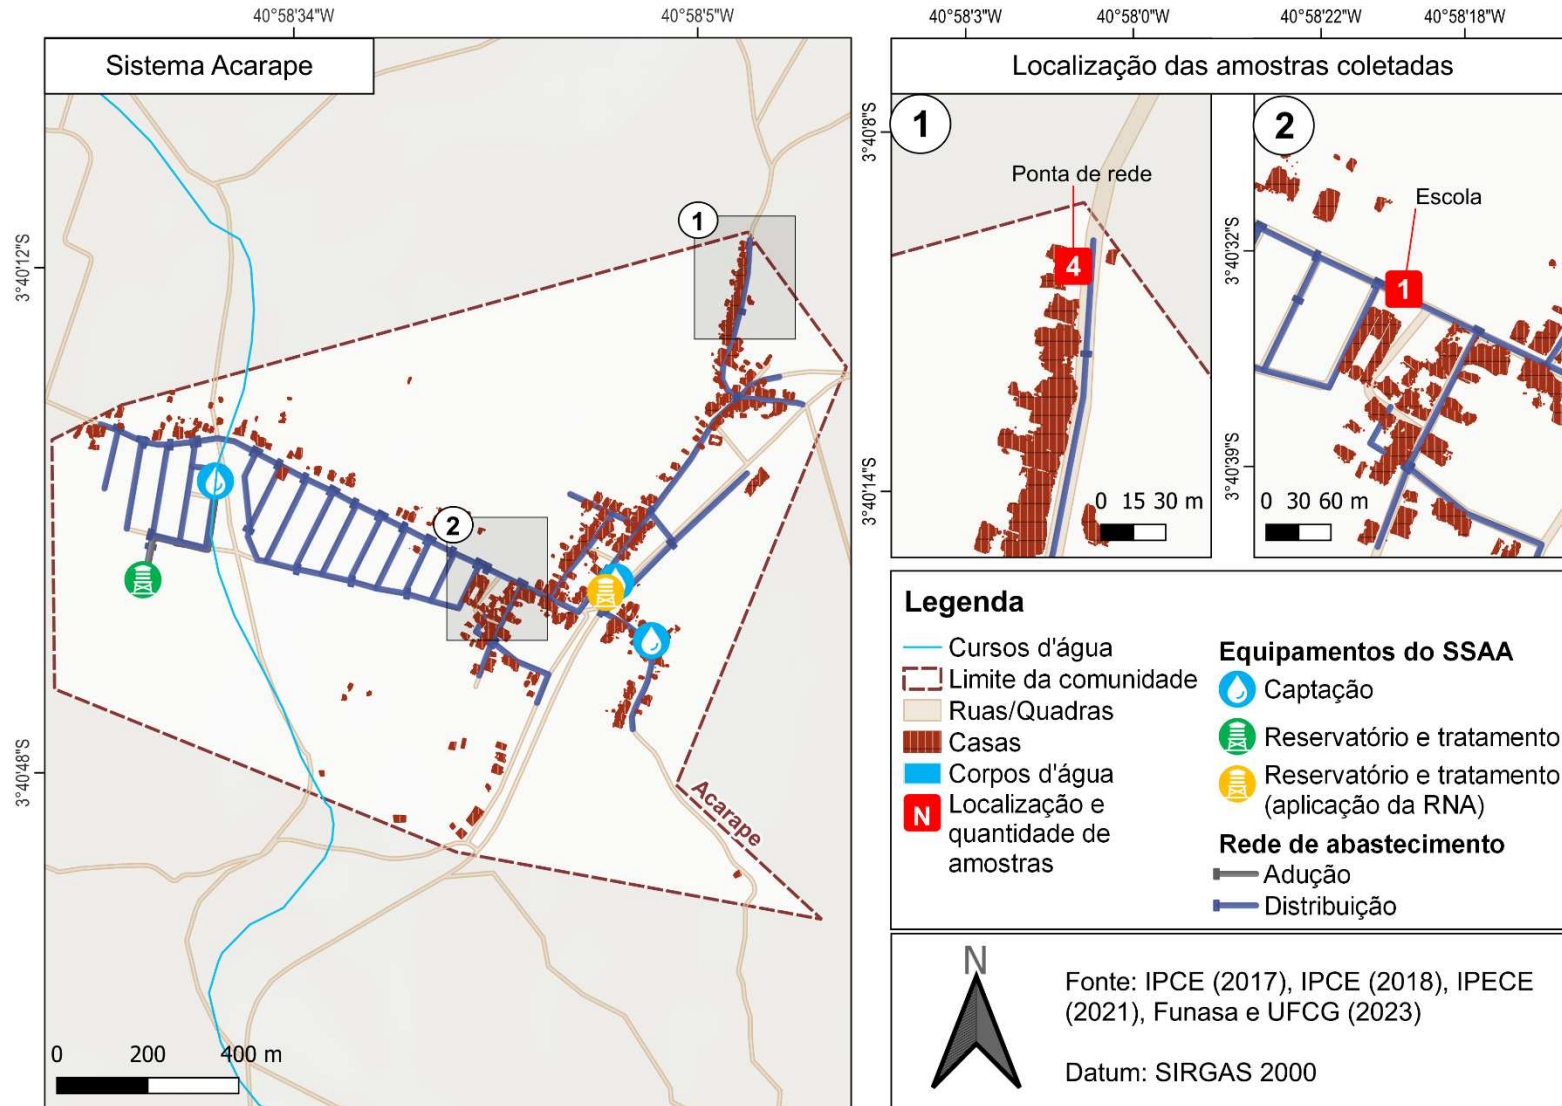 40°58'34"W
40°58'5"W
40°58'3"W
40°58'0"W
40°58'22"W
40°58'18"W
Sistema Acarape
Localização das amostras coletadas
3°40'12"S
3°40'48"S
1
2
Acarape
0 200 400 m
1
3°40'8"S
3°40'14"S
Ponta de rede
4
0 15 30 m
2
3°40'32"S
3°40'39"S
Escola
1
0 30 60 m
Legenda
Cursos d'água
Limite da comunidade
Ruas/Quadras
Casas
Corpos d'água
N
Localização e
quantidade de
amostras
Equipamentos do SSAA
Captação
Reservatório e tratamento
Reservatório e tratamento
(aplicação da RNA)
Rede de abastecimento
Adução
Distribuição
N
Fonte: IPCE (2017), IPCE (2018), IPECE
(2021), Funasa e UFCG (2023)
Datum: SIRGAS 2000